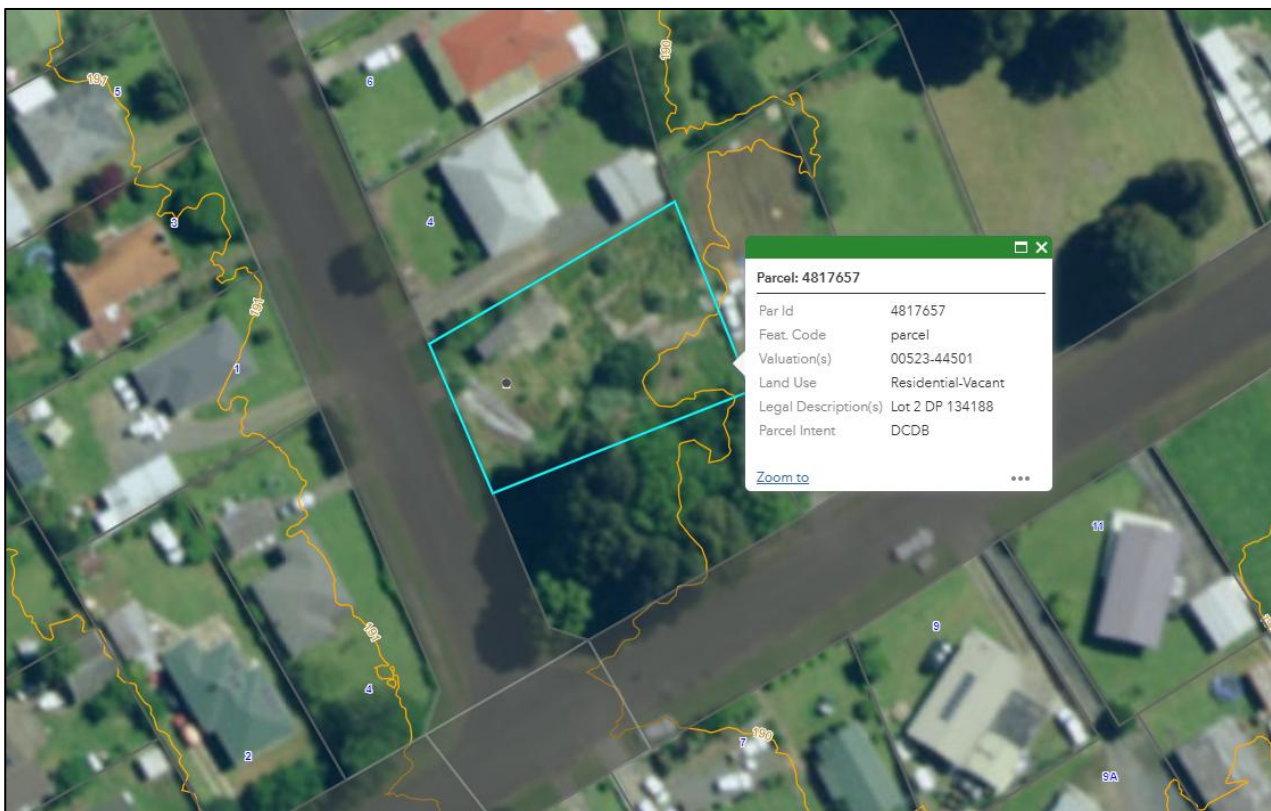 191
5
6
190
3
4
191
1
Parcel: 4817657
Par Id 4817657
Feat. Code parcel
Valuation(s) 00523-44501
Land Use Residential-Vacant
Legal Description(s) Lot 2 DP 134188
Parcel Intent DCDB
Zoom to
11
191
9
4
190
7
2
9A